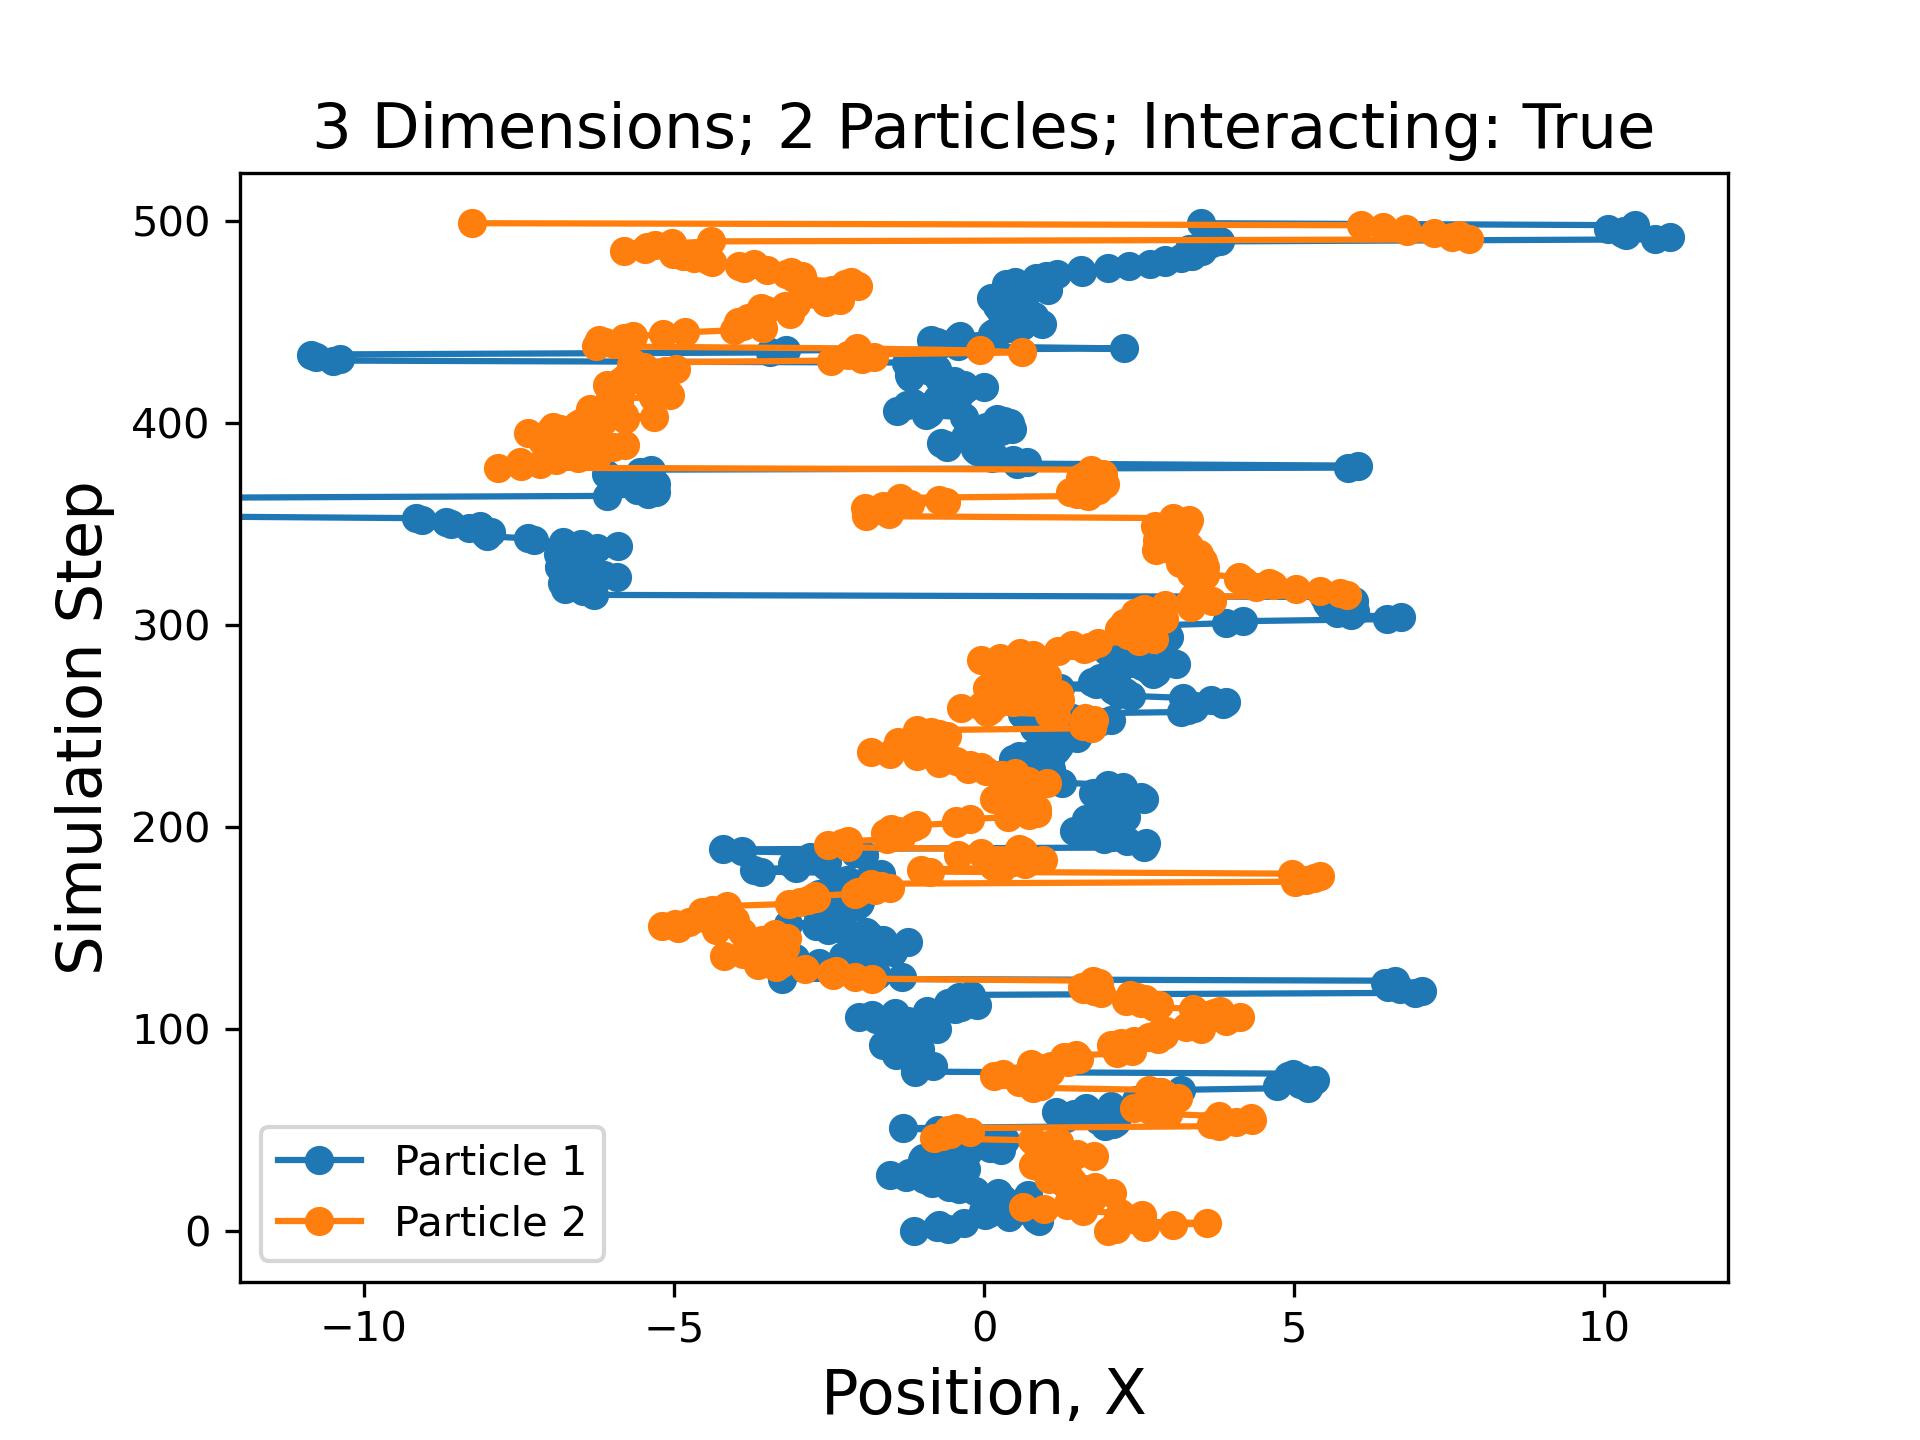 3 Dimensions; 2 Particles; Interacting: True
Simulation Step
500
400
300
200
100
0
Particle 1
Particle 2
−10
−5
0
5
10
Position, X